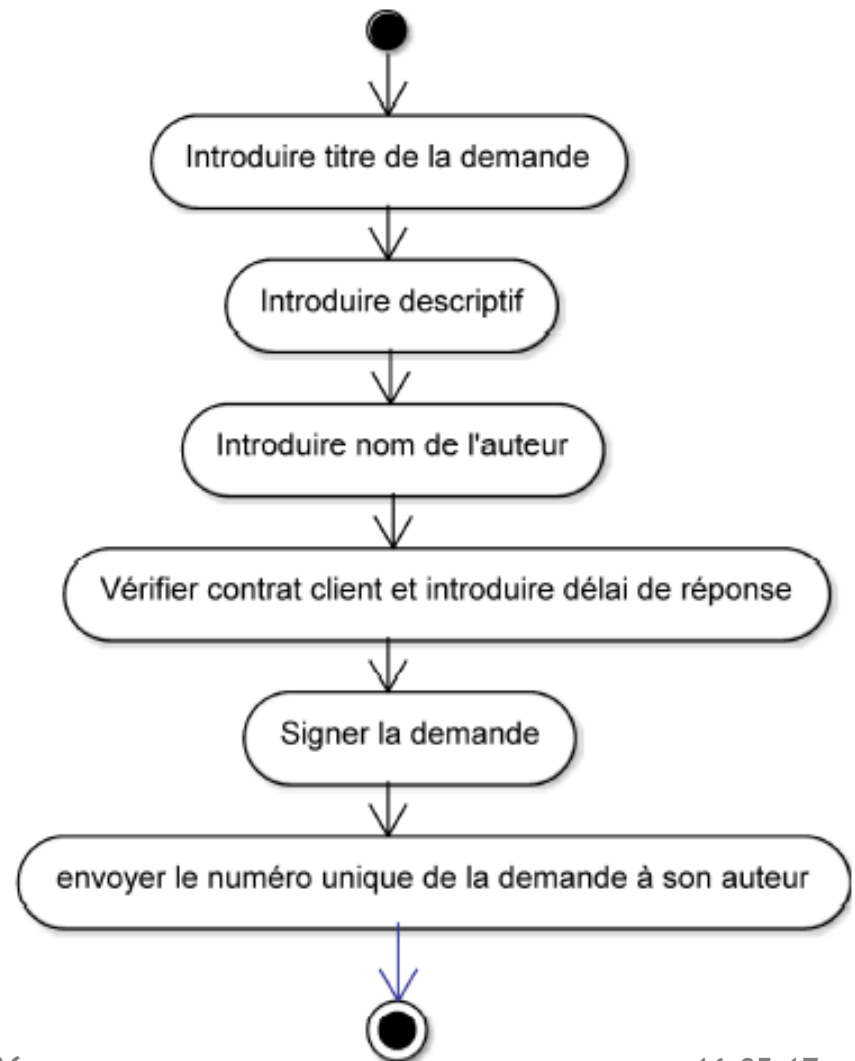 Introduire titre de la demande
Introduire descriptif
Introduire nom de l'auteur
Vérifier contrat client et introduire délai de réponse
Signer la demande
envoyer le numéro unique de la demande à son auteur